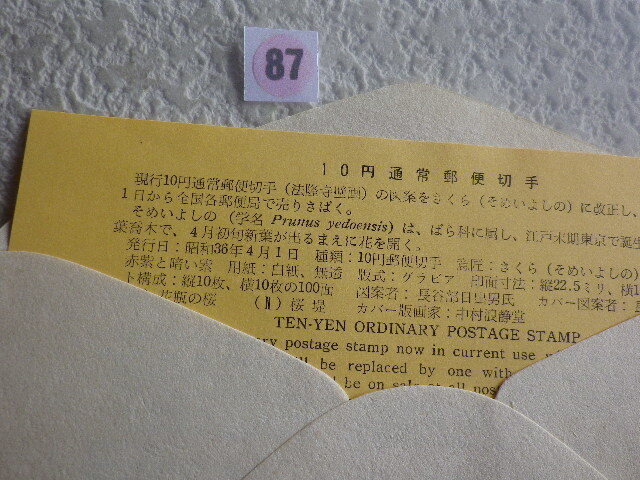 87
10円通常郵便切手
現行10円通常郵便切手（法隆寺壁画）の図案をさくら（そめいよしの）に改正し、
1日から全国各郵便局で売りさばく。
そめいよしの（学名 Prunus yedoensis）は、ばら科に属し、江戸末期東京で誕生
葉喬木で、4月初旬新葉が出るまえに花を開く。
発行日：昭和36年4月1日 種類：10円郵便切手 意匠：さくら（そめいよしの）
赤紫と暗い紫 用紙：白紙、無透 版式：グラビア 印面寸法：縦22.5ミリ、横1
ト構成：縦10枚、横10枚の100面 図案者：長谷部日出男氏 カバー図案者：
花瓶の桜 （N）桜堤 カバー版画家：中村浪静堂
TEN-YEN ORDINARY POSTAGE STAMP
ary postage stamp now in current use
be replaced by one with
be on sale at all pos